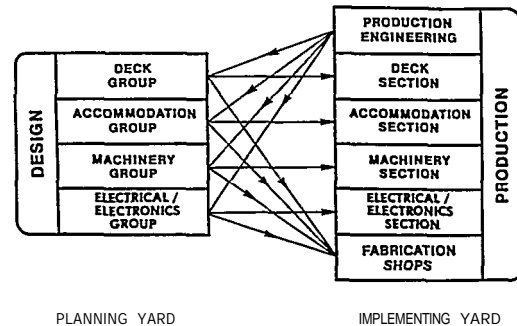 DESIGN
DECK
GROUP
ACCOMMODATION
GROUP
MACHINERY
GROUP
ELECTRICAL /
ELECTRONICS
GROUP
PRODUCTION
ENGINEERING
DECK
SECTION
ACCOMMODATION
SECTION
MACHINERY
SECTION
ELECTRICAL /
ELECTRONICS
SECTION
FABRICATION
SHOPS
PRODUCTION
PLANNING YARD
IMPLEMENTING YARD